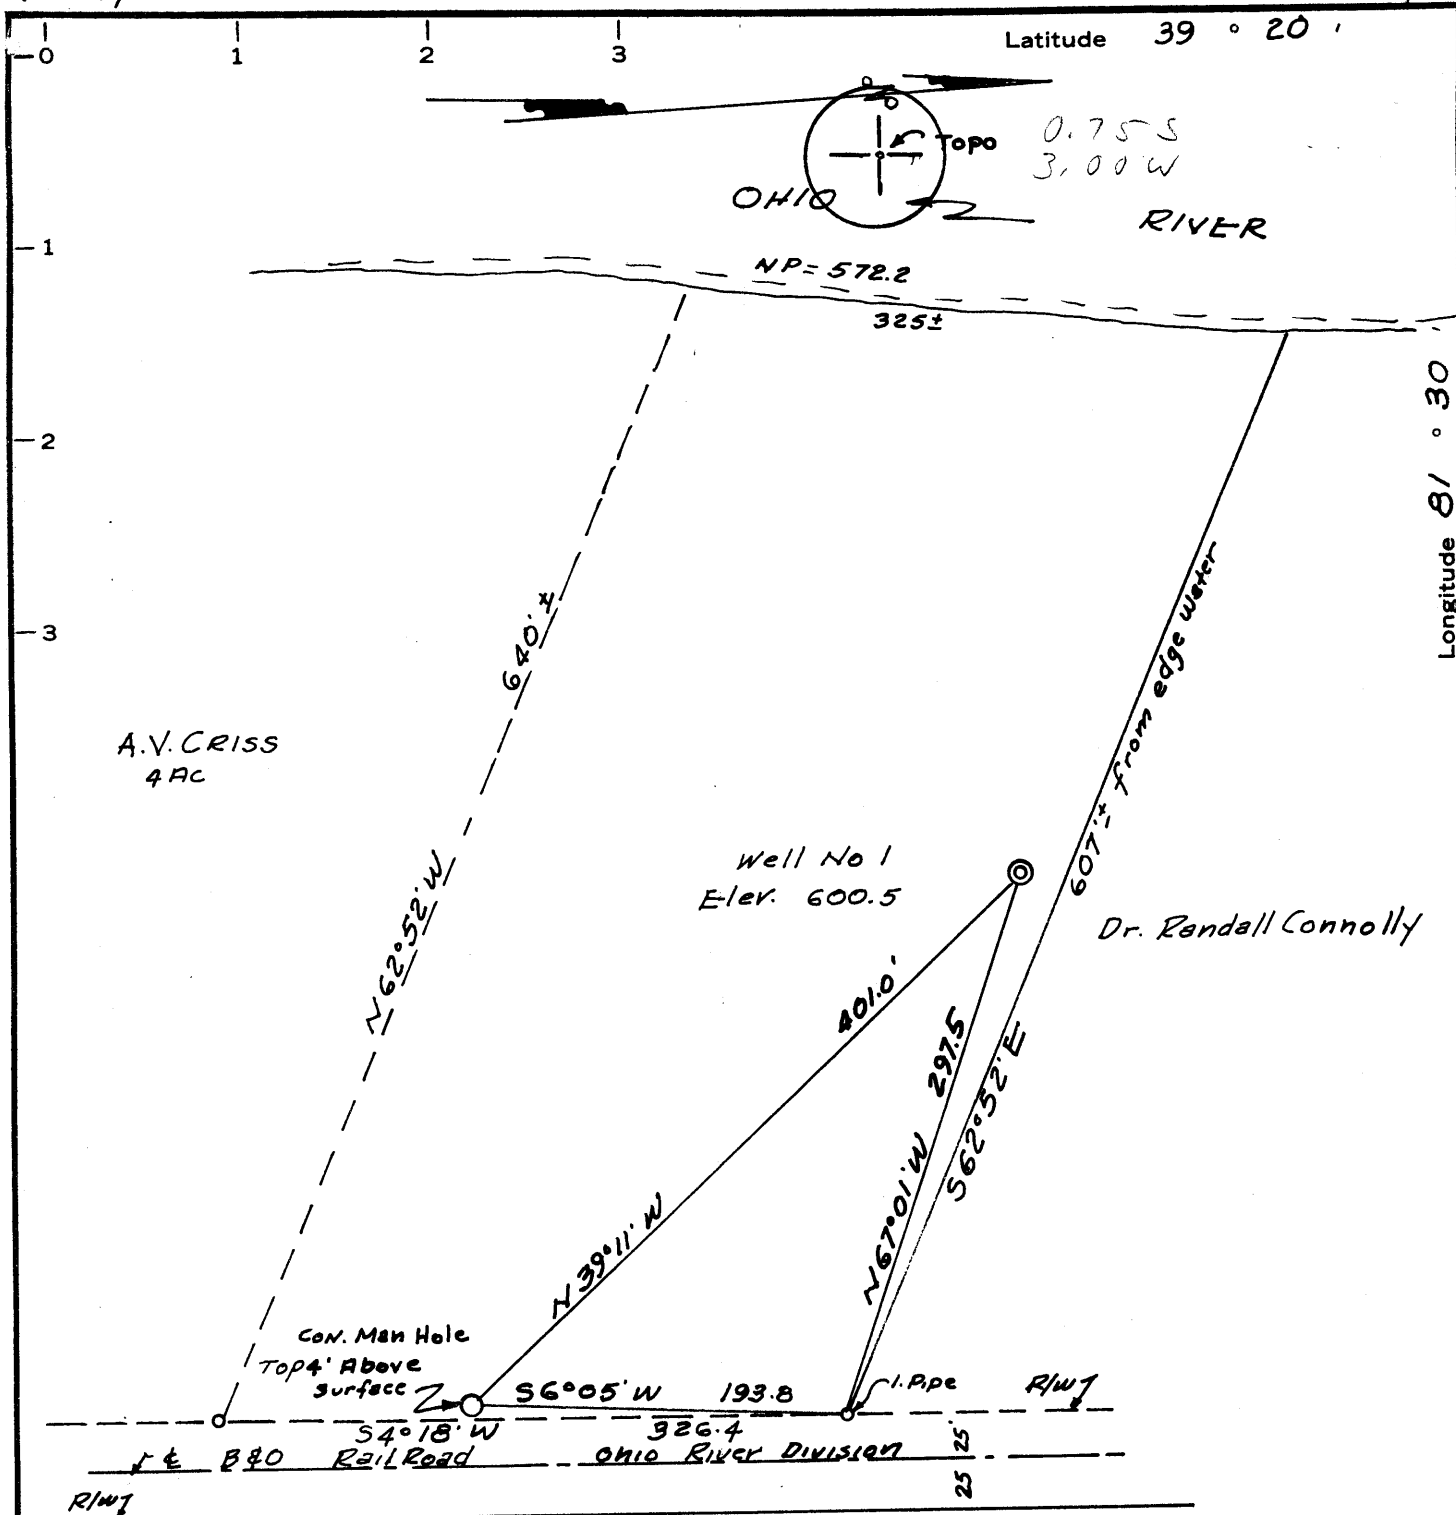 0 1 2 3
Latitude 39 ° 20 '
Topo
0.75 S
3.00 W
OHIO RIVER
1
NP = 572.2
325±
2
Longitude 81 ° 30
3
640' ±
607' ± from edge water
A.V. CRISS
4 AC
Well No 1
Elev. 600.5
Dr. Randall Connolly
N 62° 52' W
401.0'
297.5
S 62° 52' E
N 67° 01' W
N 39° 11' W
CON. Man Hole
Top 4' Above
Surface
S 6° 05' W 193.8
I. Pipe
R/W
S 4° 18' W 326.4
25'
℄ B & O Rail Road Ohio River Division
25
R/W